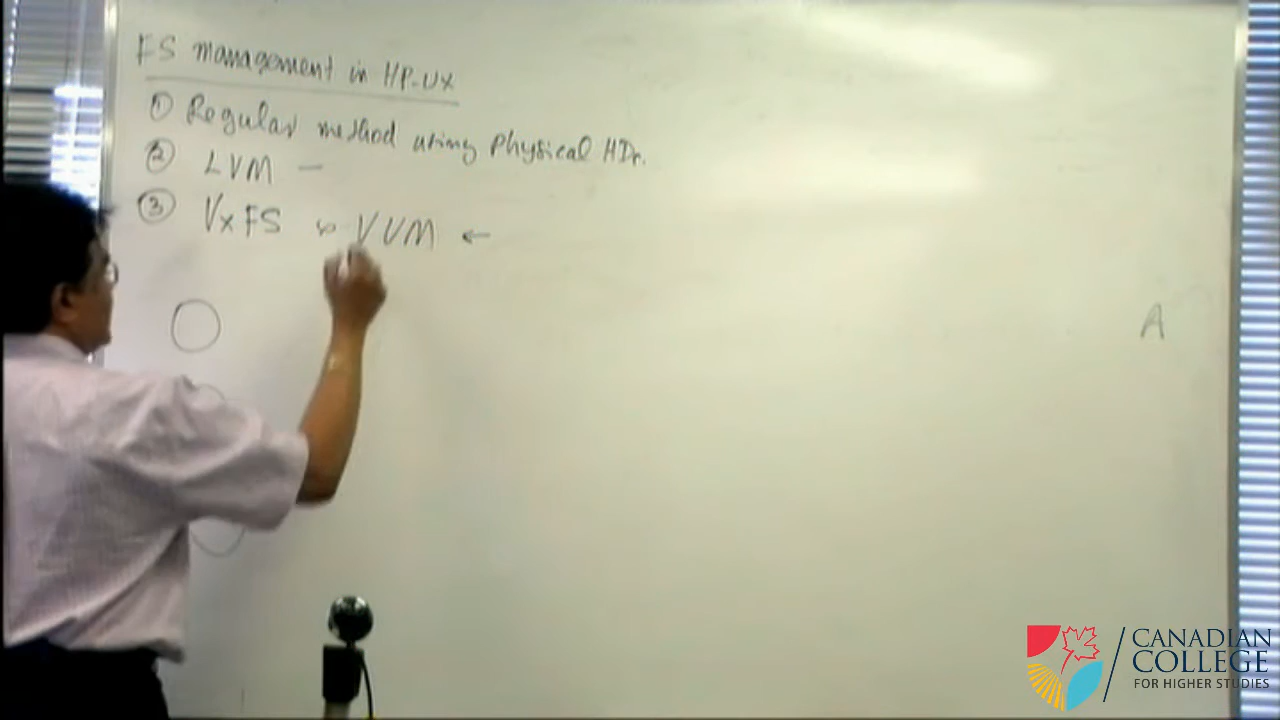 FS management in HP-UX
① Regular method using Physical HDr.
② LVM —
③ VxFS or VVM ←
A
CANADIAN
COLLEGE
FOR HIGHER STUDIES